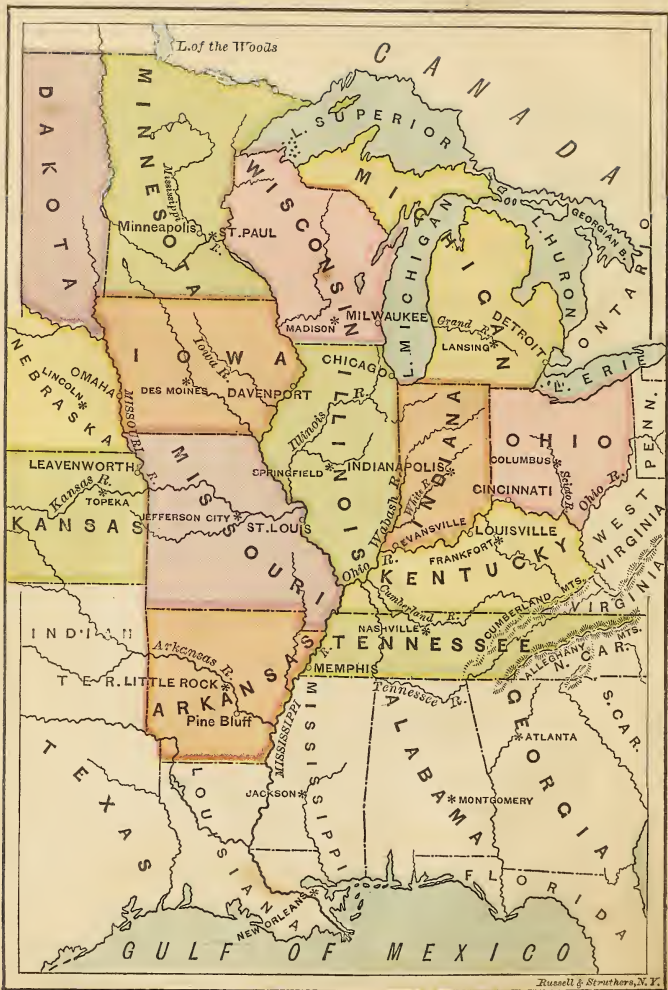 L. of the Woods
CANADA
DAKOTA
MINNESOTA
L. SUPERIOR
Mississippi
Minneapolis
ST. PAUL
WISCONSIN
MICHIGAN
L. MICHIGAN
L. HURON
GEORGIAN B.
ONTARIO
MADISON
MILWAUKEE
Grand R.
LANSING
DETROIT
L. ERIE
NEBRASKA
LINCOLN
OMAHA
IOWA
Iowa R.
DES MOINES
DAVENPORT
CHICAGO
ILLINOIS
Illinois R.
SPRINGFIELD
INDIANA
INDIANAPOLIS
White R.
Wabash R.
EVANSVILLE
OHIO
COLUMBUS
Scioto R.
CINCINNATI
Ohio R.
PENN.
WEST VIRGINIA
VIRGINIA
MISSOURI R.
LEAVENWORTH
Kansas R.
TOPEKA
KANSAS
MISSOURI
JEFFERSON CITY
ST. LOUIS
Ohio R.
LOUISVILLE
FRANKFORT
KENTUCKY
Cumberland R.
CUMBERLAND MTS.
NASHVILLE
TENNESSEE
ALLEGHANY MTS.
N. CAR.
S. CAR.
INDIAN
TER.
Arkansas R.
LITTLE ROCK
ARKANSAS
Pine Bluff
MEMPHIS
MISSISSIPPI R.
Tennessee R.
MISSISSIPPI
JACKSON
ALABAMA
MONTGOMERY
GEORGIA
ATLANTA
TEXAS
LOUISIANA
NEW ORLEANS
FLORIDA
GULF OF MEXICO
Russell & Struthers, N.Y.